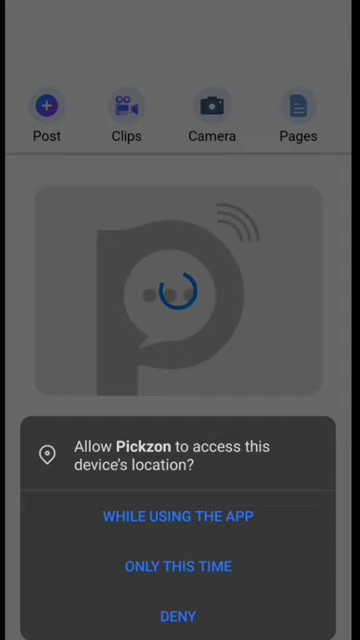 Post Clips Camera Pages
Allow Pickzon to access this
device's location?
WHILE USING THE APP
ONLY THIS TIME
DENY